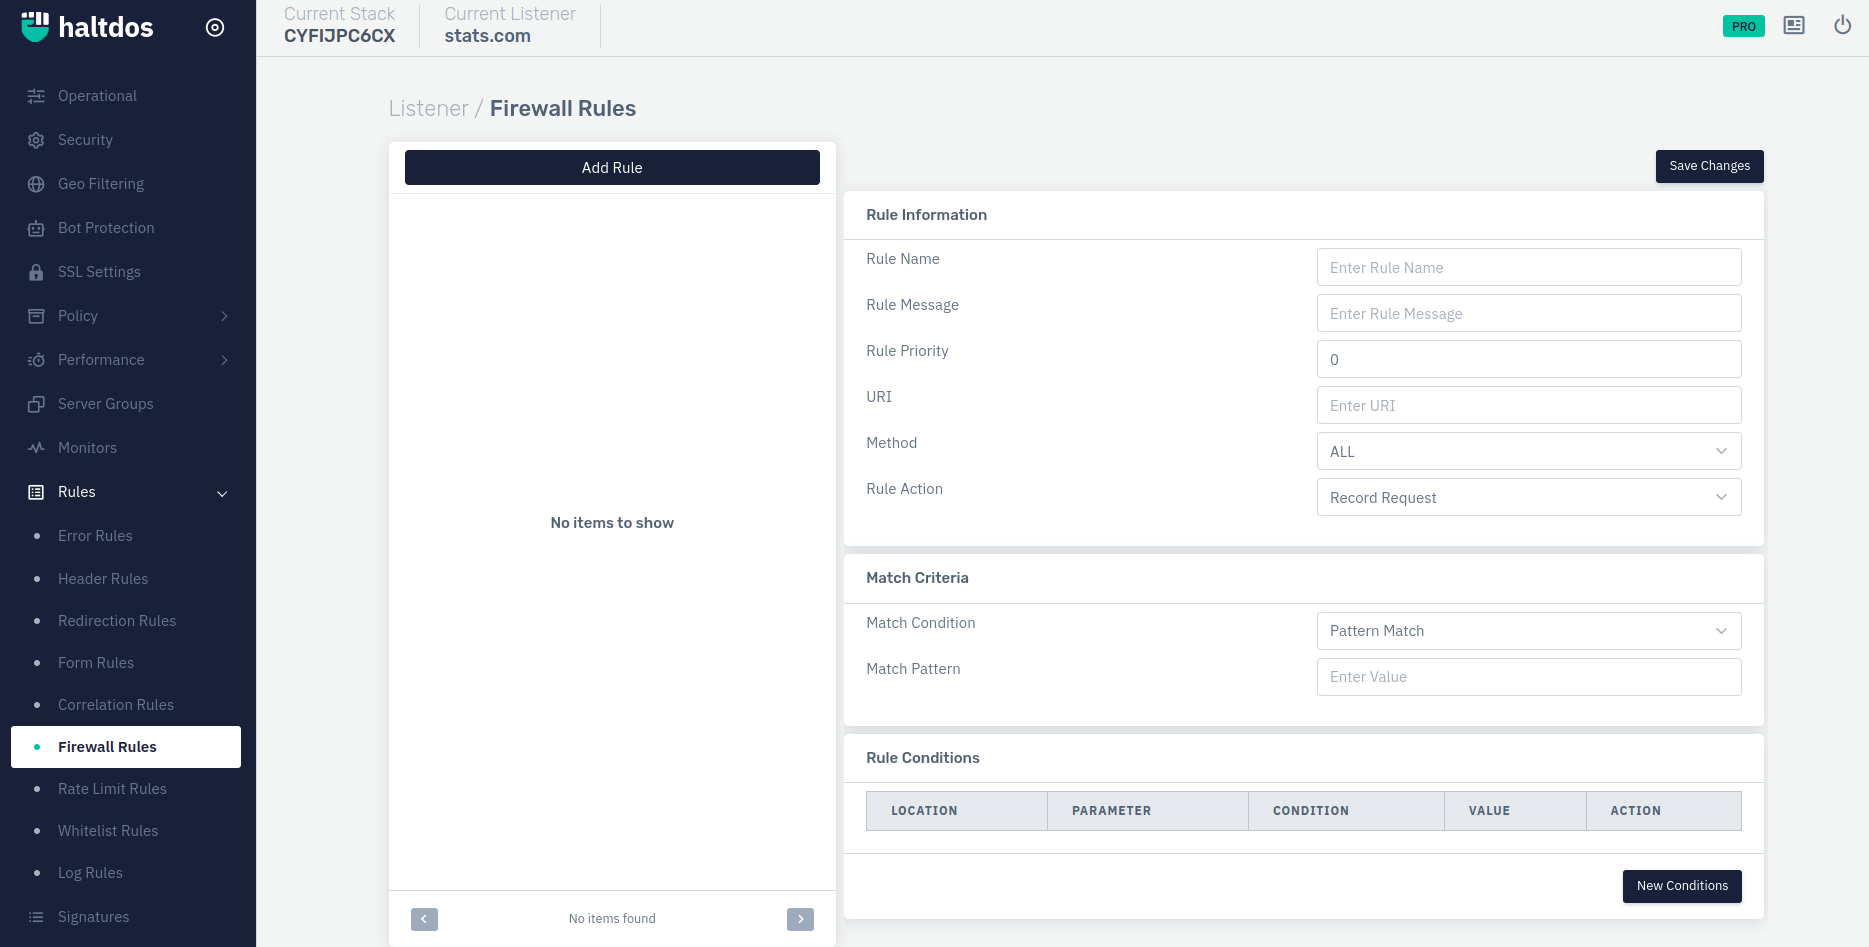 haltdos
Current Stack
CYFIJPC6CX
Current Listener
stats.com
PRO
Operational
Security
Geo Filtering
Bot Protection
SSL Settings
Policy
Performance
Server Groups
Monitors
Rules
Error Rules
Header Rules
Redirection Rules
Form Rules
Correlation Rules
Firewall Rules
Rate Limit Rules
Whitelist Rules
Log Rules
Signatures
Listener / Firewall Rules
Add Rule
No items to show
No items found
Save Changes
Rule Information
Rule Name
Enter Rule Name
Rule Message
Enter Rule Message
Rule Priority
0
URI
Enter URI
Method
ALL
Rule Action
Record Request
Match Criteria
Match Condition
Pattern Match
Match Pattern
Enter Value
Rule Conditions
LOCATION PARAMETER CONDITION VALUE ACTION
New Conditions